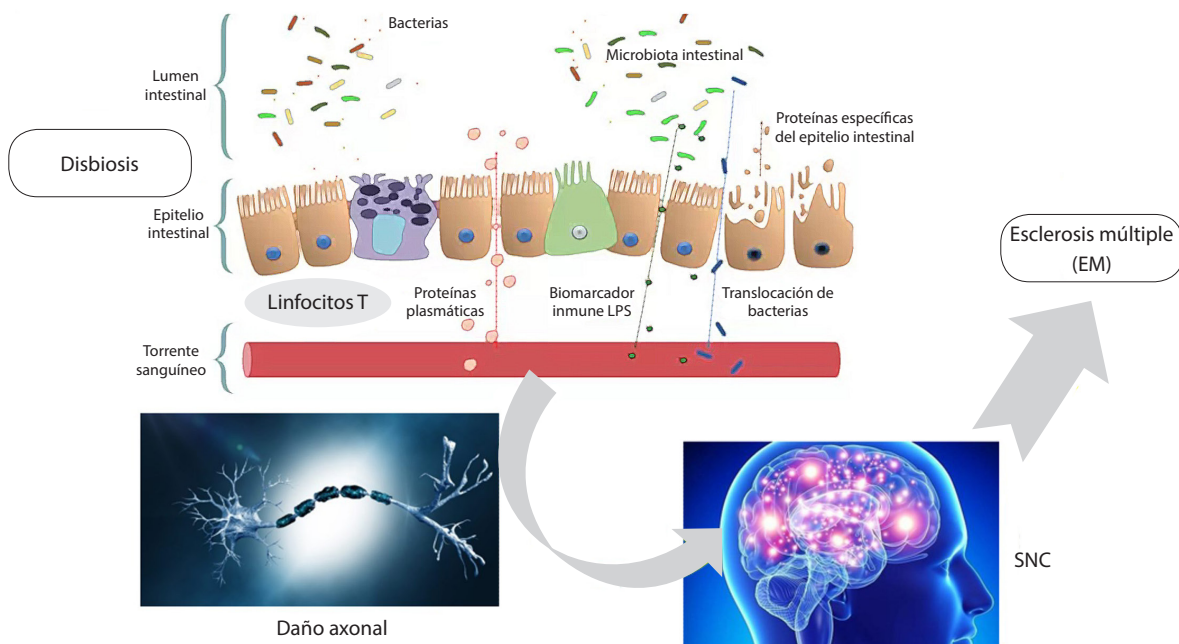 Bacterias
Microbiota intestinal
Lumen
intestinal
Proteínas específicas
del epitelio intestinal
Disbiosis
Epitelio
intestinal
Esclerosis múltiple
(EM)
Linfocitos T
Proteínas
plasmáticas
Biomarcador
inmune LPS
Translocación de
bacterias
Torrente
sanguíneo
SNC
Daño axonal